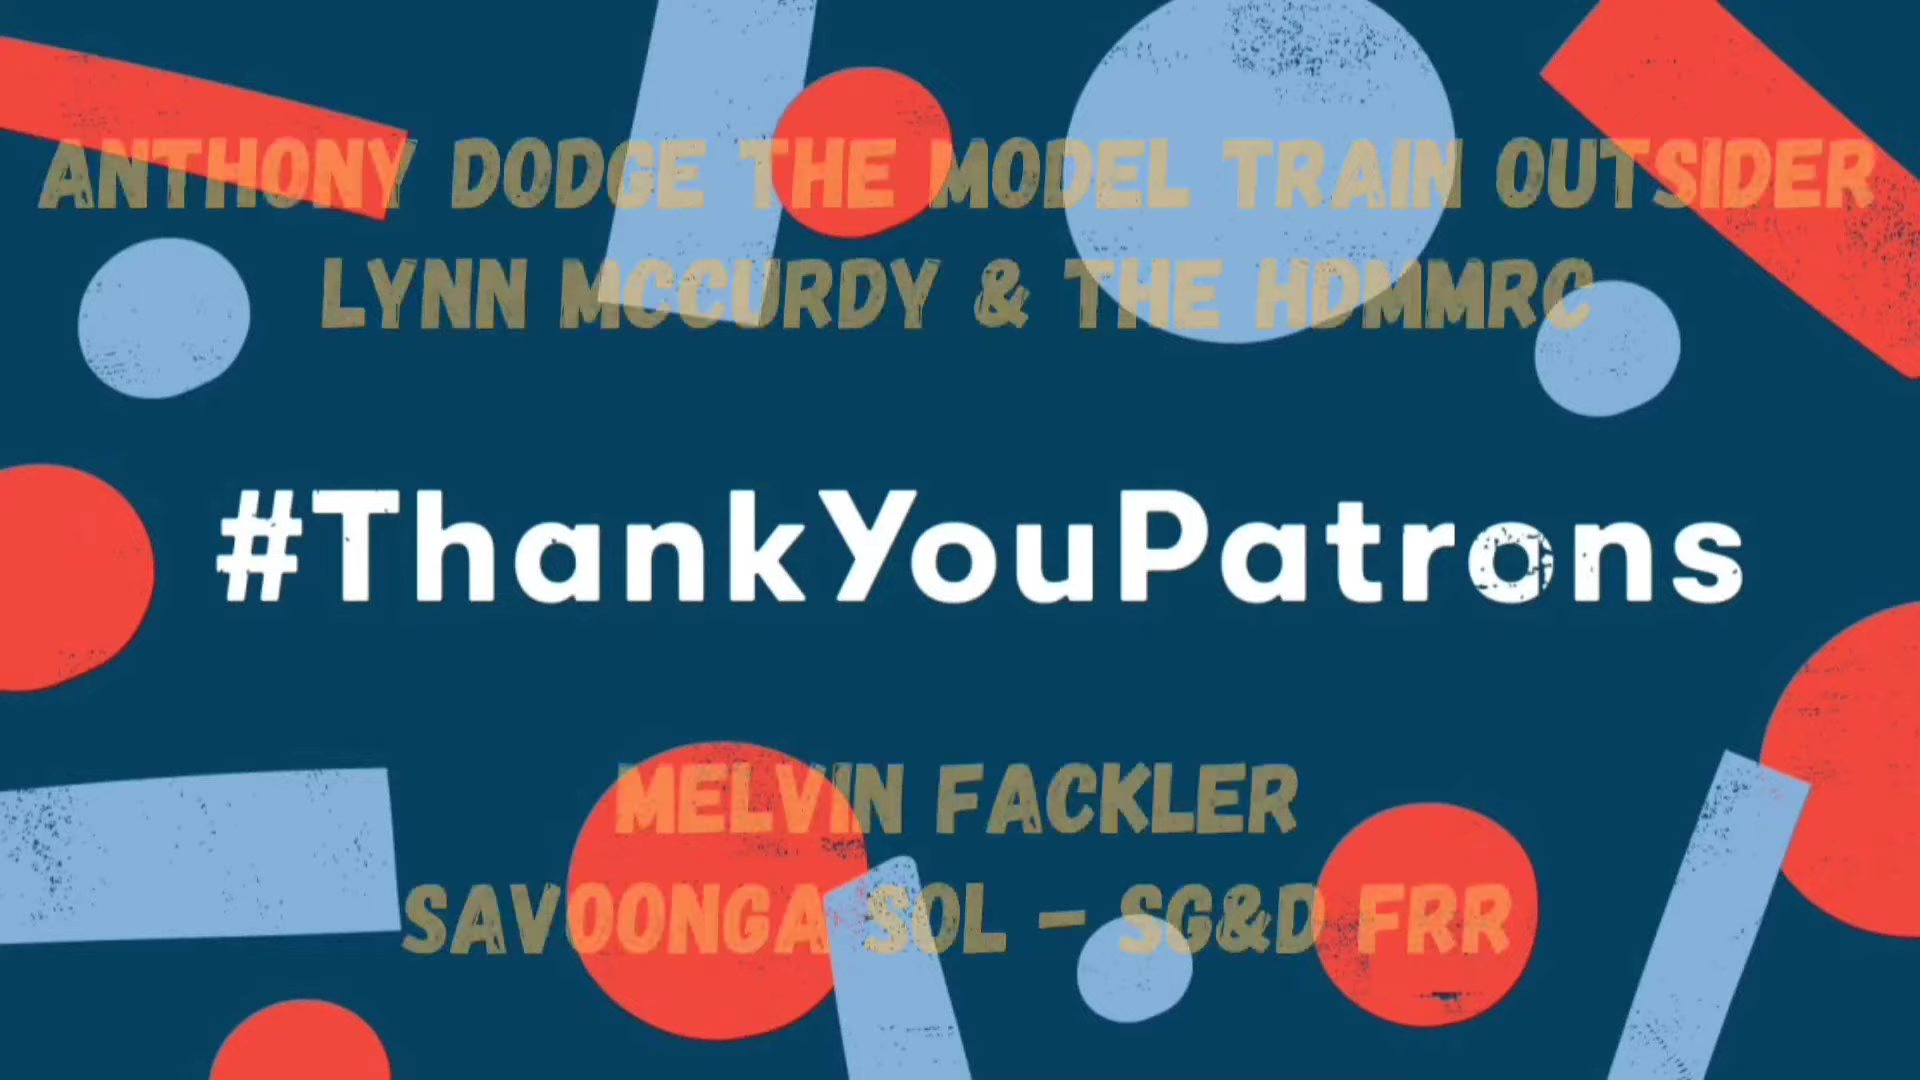 ANTHONY DODGE THE MODEL TRAIN OUTSIDER
LYNN MCCURDY & THE HDMMRC
#ThankYouPatrons
MELVIN FACKLER
SAVOONGA SOL - SG&D FRR